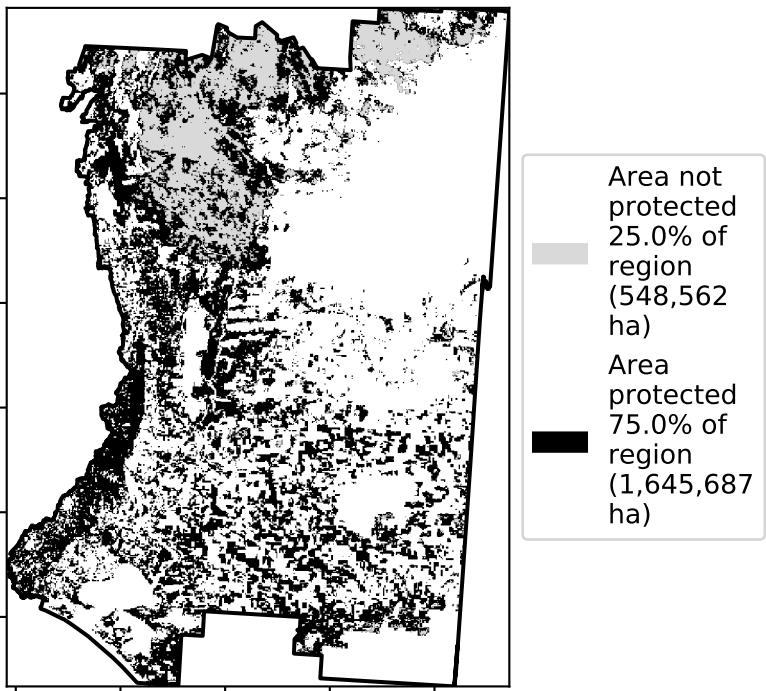 Area not
protected
25.0% of
region
(548,562
ha)
Area
protected
75.0% of
region
(1,645,687
ha)